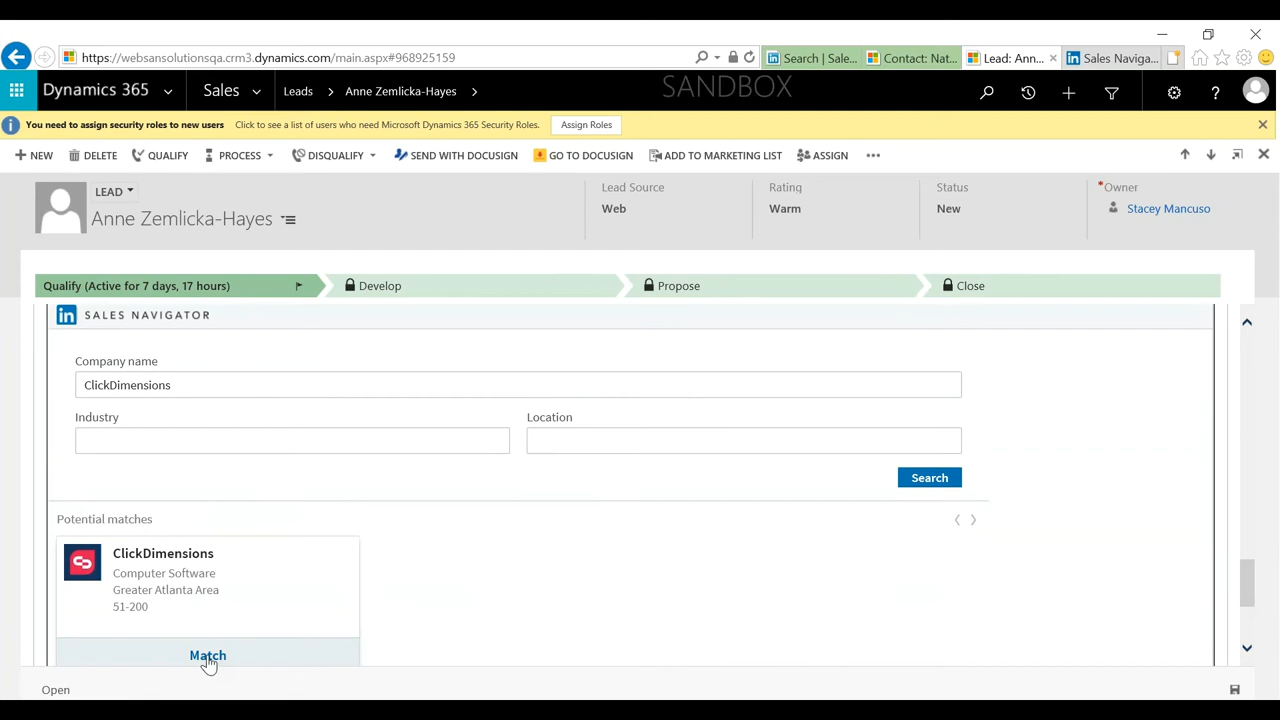 https://websansolutionsqa.crm3.dynamics.com/main.aspx#968925159
Search | Sale...
Contact: Nat...
Lead: Ann...
Sales Naviga...
Dynamics 365
Sales
Leads
Anne Zemlicka-Hayes
SANDBOX
You need to assign security roles to new users
Click to see a list of users who need Microsoft Dynamics 365 Security Roles.
Assign Roles
NEW
DELETE
QUALIFY
PROCESS
DISQUALIFY
SEND WITH DOCUSIGN
GO TO DOCUSIGN
ADD TO MARKETING LIST
ASSIGN
LEAD
Anne Zemlicka-Hayes
Lead Source
Web
Rating
Warm
Status
New
*Owner
Stacey Mancuso
Qualify (Active for 7 days, 17 hours)
Develop
Propose
Close
in SALES NAVIGATOR
Company name
ClickDimensions
Industry
Location
Search
Potential matches
ClickDimensions
Computer Software
Greater Atlanta Area
51-200
Match
Open